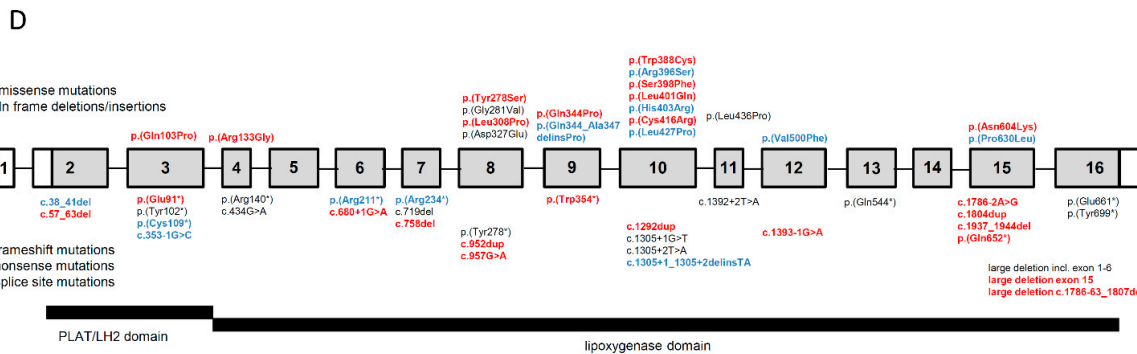 D
missense mutations
In frame deletions/insertions
p.(Gln103Pro)
p.(Arg133Gly)
p.(Tyr278Ser)
p.(Gly281Val)
p.(Leu308Pro)
p.(Asp327Glu)
p.(Gln344Pro)
p.(Gln344_Ala347
delinsPro)
p.(Trp388Cys)
p.(Arg396Ser)
p.(Ser398Phe)
p.(Leu401Gln)
p.(His403Arg)
p.(Cys416Arg)
p.(Leu427Pro)
p.(Leu436Pro)
p.(Val500Phe)
p.(Asn604Lys)
p.(Pro630Leu)
1 2 3 4 5 6 7 8 9 10 11 12 13 14 15 16
c.38_41del
c.57_63del
p.(Glu91*)
p.(Tyr102*)
p.(Cys109*)
c.353-1G>C
p.(Arg140*)
c.434G>A
p.(Arg211*)
c.680+1G>A
p.(Arg234*)
c.719del
c.758del
p.(Tyr278*)
c.952dup
c.957G>A
p.(Trp354*)
c.1292dup
c.1305+1G>T
c.1305+2T>A
c.1305+1_1305+2delinsTA
c.1392+2T>A
c.1393-1G>A
p.(Gln544*)
c.1786-2A>G
c.1804dup
c.1937_1944del
p.(Gln652*)
p.(Glu661*)
p.(Tyr699*)
rameshift mutations
nonsense mutations
splice site mutations
large deletion incl. exon 1-6
large deletion exon 15
large deletion c.1786-63_1807de
PLAT/LH2 domain
lipoxygenase domain